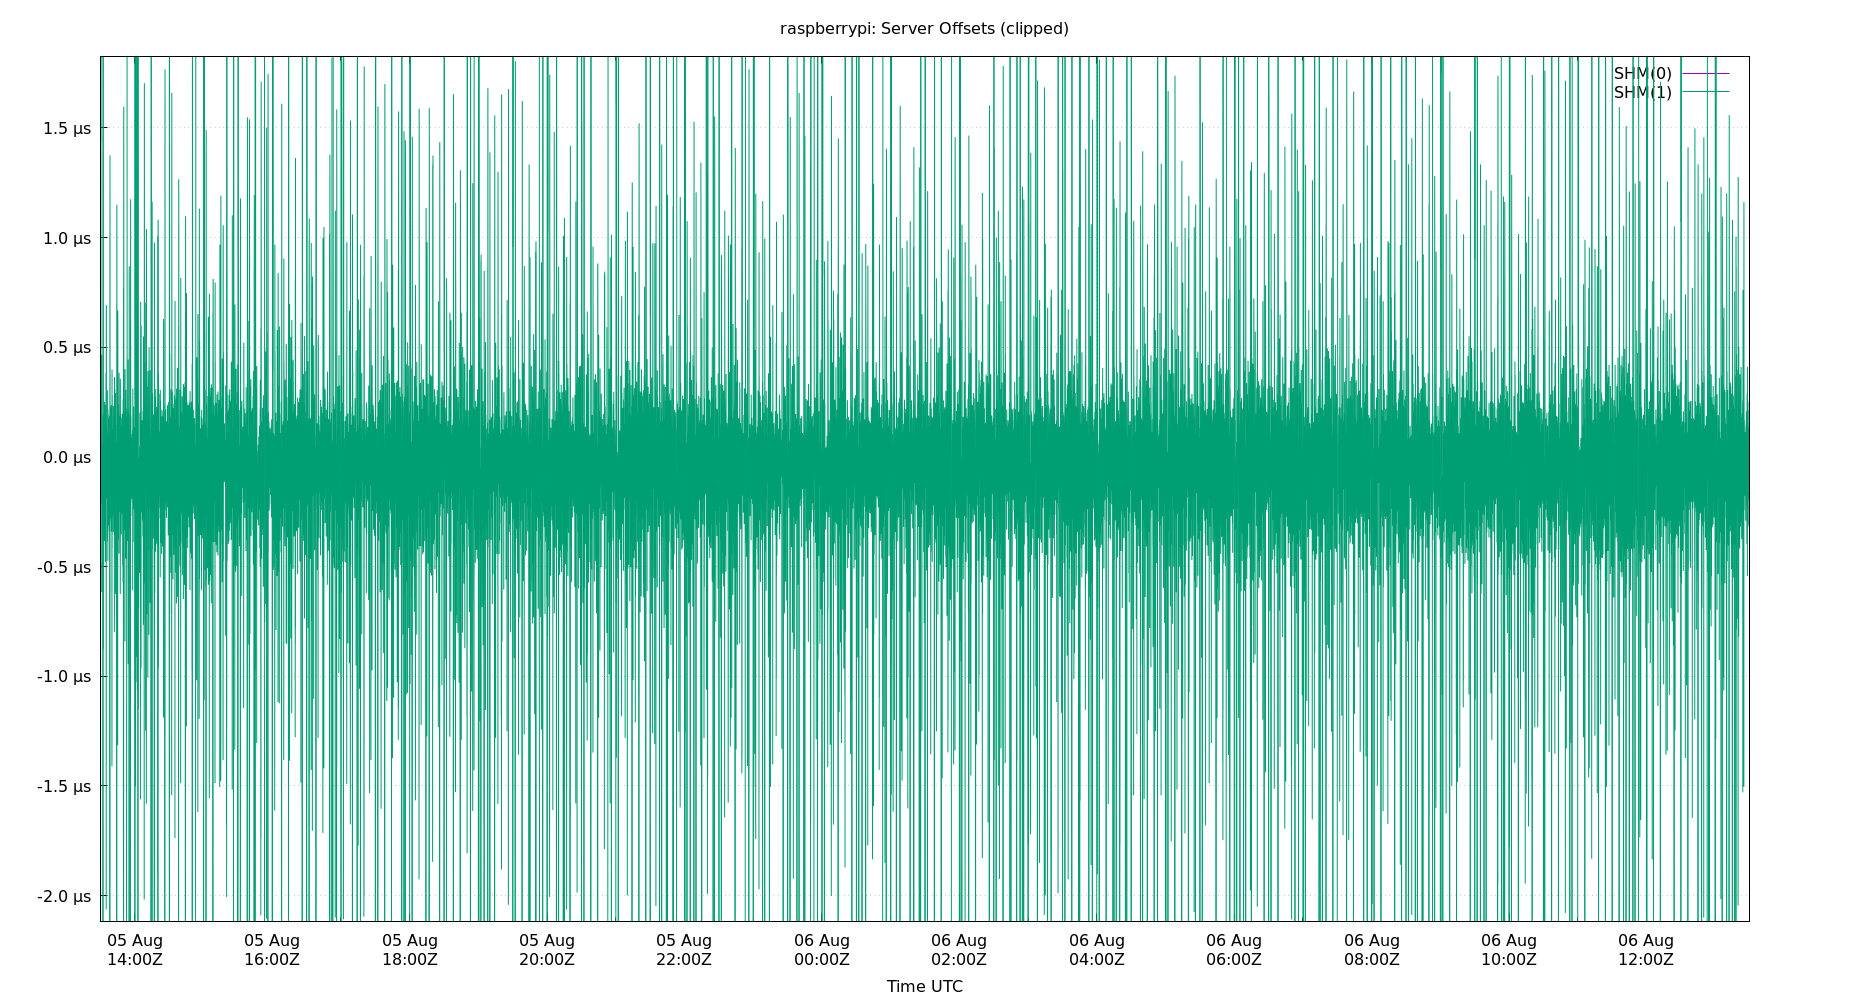 raspberrypi: Server Offsets (clipped)
SHM(0)
SHM(1)
1.5 µs
1.0 µs
0.5 µs
0.0 µs
-0.5 µs
-1.0 µs
-1.5 µs
-2.0 µs
05 Aug 05 Aug 05 Aug 05 Aug 05 Aug 06 Aug 06 Aug 06 Aug 06 Aug 06 Aug 06 Aug 06 Aug
14:00Z 16:00Z 18:00Z 20:00Z 22:00Z 00:00Z 02:00Z 04:00Z 06:00Z 08:00Z 10:00Z 12:00Z
Time UTC